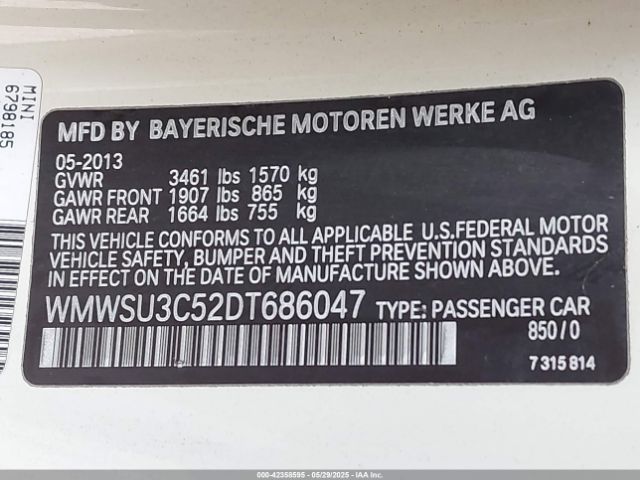 MINI
6798185
MFD BY BAYERISCHE MOTOREN WERKE AG
05-2013
GVWR 3461 lbs 1570 kg
GAWR FRONT 1907 lbs 865 kg
GAWR REAR 1664 lbs 755 kg
THIS VEHICLE CONFORMS TO ALL APPLICABLE U.S.FEDERAL MOTOR
VEHICLE SAFETY, BUMPER AND THEFT PREVENTION STANDARDS
IN EFFECT ON THE DATE OF MANUFACTURE SHOWN ABOVE.
WMWSU3C52DT686047 TYPE: PASSENGER CAR
850/0
7 315 814
000-42358595 05/29/2025 IAAI.COM